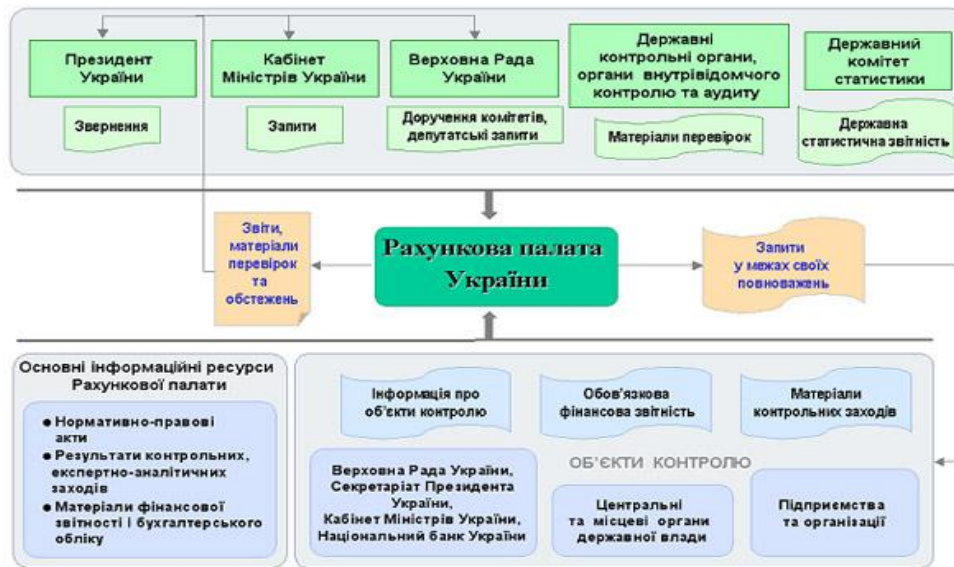 Президент
України
Кабінет
Міністрів України
Верховна Рада
України
Державні
контрольні органи,
органи внутрівідомчого
контролю та аудиту
Державний
комітет
статистики
Звернення
Запити
Доручення комітетів,
депутатські запити
Матеріали перевірок
Державна
статистична звітність
Звіти,
матеріали
перевірок
та
обстежень
Рахункова палата
України
Запити
у межах своїх
повноважень
Основні інформаційні ресурси
Рахункової палати
● Нормативно-правові
акти
● Результати контрольних,
експертно-аналітичних
заходів
● Матеріали фінансової
звітності і бухгалтерського
обліку
Інформація про
об’єкти контролю
Обов’язкова
фінансова звітність
Матеріали
контрольних заходів
ОБ’ЄКТИ КОНТРОЛЮ
Верховна Рада України,
Секретаріат Президента
України,
Кабінет Міністрів України,
Національний банк України
Центральні
та місцеві органи
державної влади
Підприємства
та організації